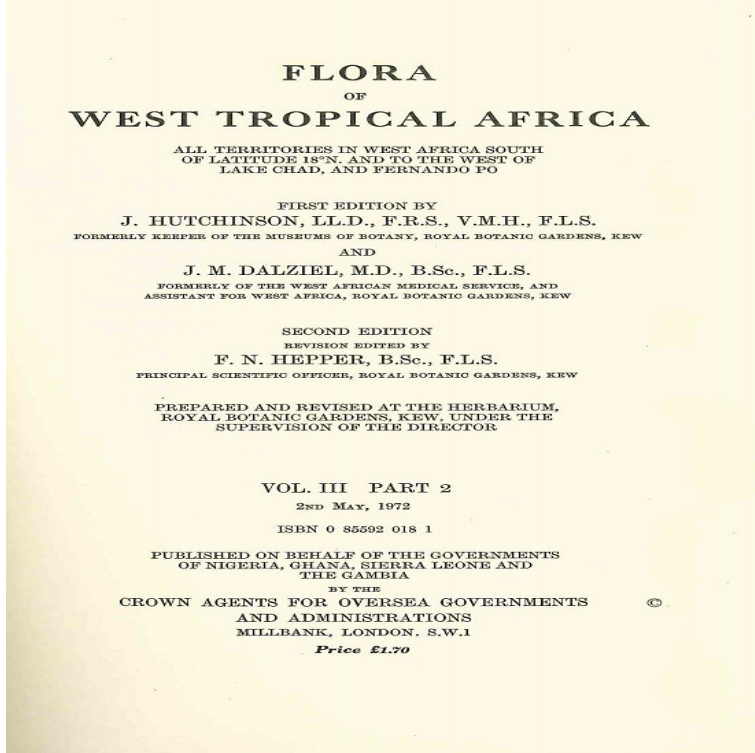 FLORA
OF
WEST TROPICAL AFRICA
ALL TERRITORIES IN WEST AFRICA SOUTH
OF LATITUDE 18°N. AND TO THE WEST OF
LAKE CHAD, AND FERNANDO PO
FIRST EDITION BY
J. HUTCHINSON, LL.D., F.R.S., V.M.H., F.L.S.
FORMERLY KEEPER OF THE MUSEUMS OF BOTANY, ROYAL BOTANIC GARDENS, KEW
AND
J. M. DALZIEL, M.D., B.Sc., F.L.S.
FORMERLY OF THE WEST AFRICAN MEDICAL SERVICE, AND
ASSISTANT FOR WEST AFRICA, ROYAL BOTANIC GARDENS, KEW
SECOND EDITION
REVISION EDITED BY
F. N. HEPPER, B.Sc., F.L.S.
PRINCIPAL SCIENTIFIC OFFICER, ROYAL BOTANIC GARDENS, KEW
PREPARED AND REVISED AT THE HERBARIUM,
ROYAL BOTANIC GARDENS, KEW, UNDER THE
SUPERVISION OF THE DIRECTOR
VOL. III PART 2
2ND MAY, 1972
ISBN 0 85592 018 1
PUBLISHED ON BEHALF OF THE GOVERNMENTS
OF NIGERIA, GHANA, SIERRA LEONE AND
THE GAMBIA
BY THE
CROWN AGENTS FOR OVERSEA GOVERNMENTS ©
AND ADMINISTRATIONS
MILLBANK, LONDON. S.W.1
Price £1.70